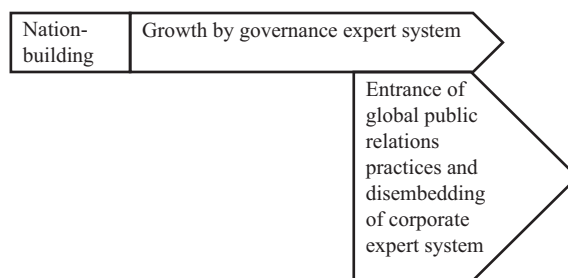 Nation-
building
Growth by governance expert system
Entrance of
global public
relations
practices and
disembedding
of corporate
expert system